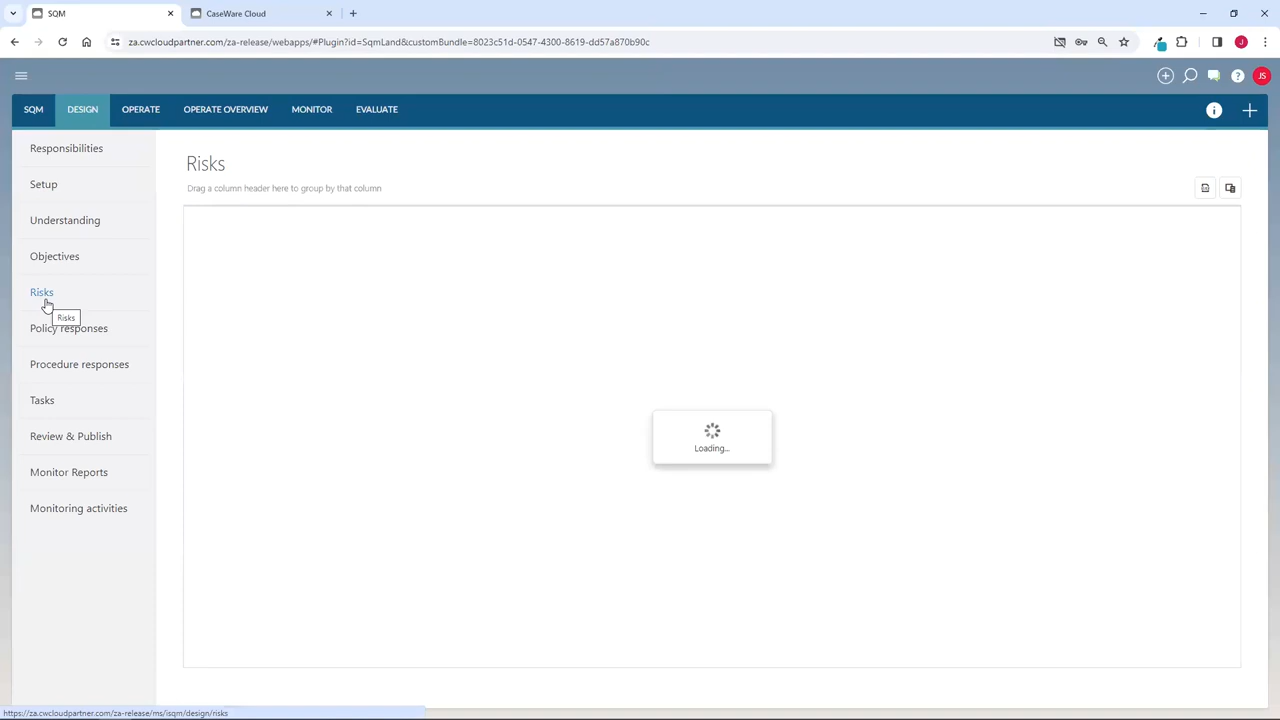 SQM
CaseWare Cloud
za.cwcloudpartner.com/za-release/webapps/#Plugin?id=SqmLand&customBundle=8023c51d-0547-4300-8619-dd57a870b90c
J
JS
SQM DESIGN OPERATE OPERATE OVERVIEW MONITOR EVALUATE
Responsibilities
Setup
Understanding
Objectives
Risks
Risks
Policy responses
Procedure responses
Tasks
Review & Publish
Monitor Reports
Monitoring activities
Risks
Drag a column header here to group by that column
Loading...
https://za.cwcloudpartner.com/za-release/ms/isqm/design/risks